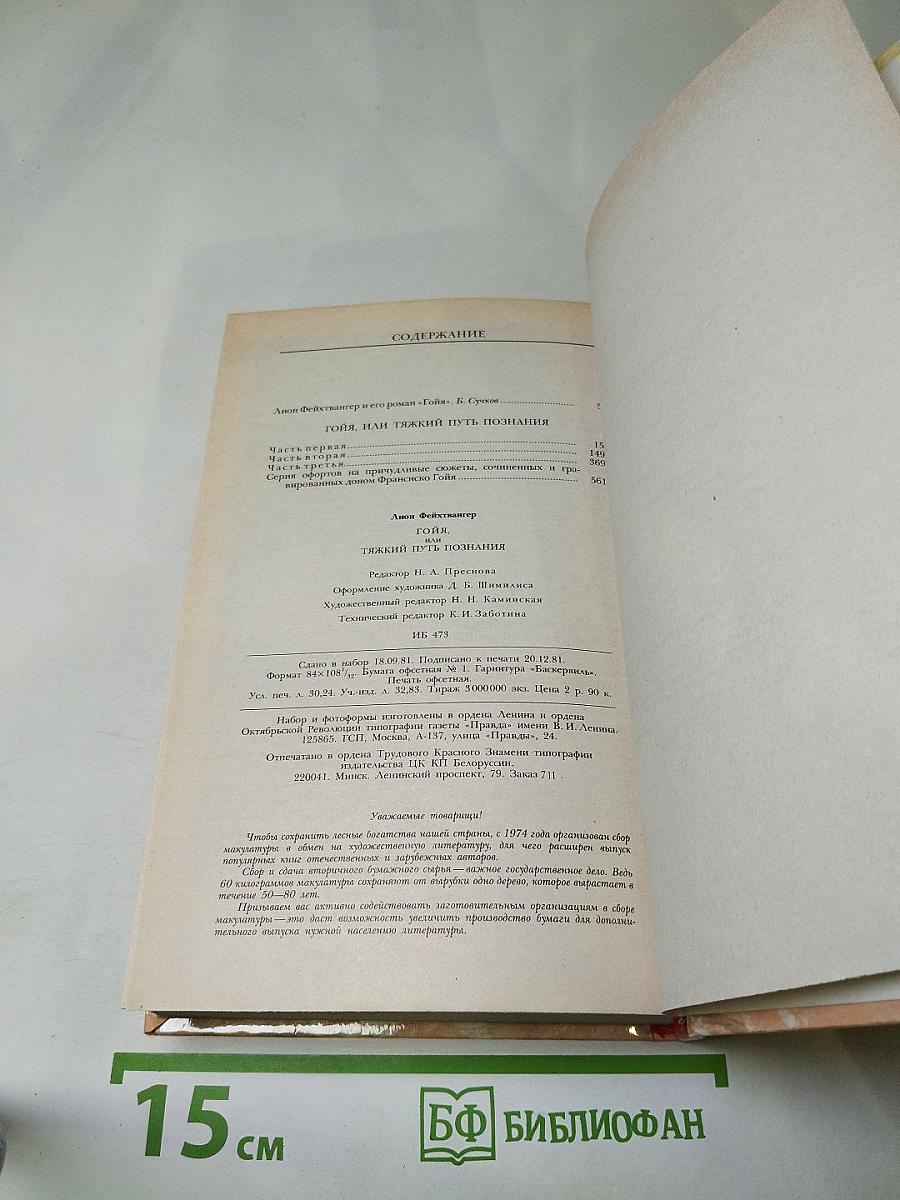 СОДЕРЖАНИЕ
Лион Фейхтвангер и его роман «Гойя». Б. Сучков
ГОЙЯ, ИЛИ ТЯЖКИЙ ПУТЬ ПОЗНАНИЯ
Часть первая 15
Часть вторая 149
Часть третья 369
Серия офортов на причудливые сюжеты, сочиненных и гра-
вированных доном Франсиско Гойя 561
Лион Фейхтвангер
ГОЙЯ,
или
ТЯЖКИЙ ПУТЬ ПОЗНАНИЯ
Редактор Н. А. Преснова
Оформление художника Д. Б. Шимилиса
Художественный редактор Н. Н. Каминская
Технический редактор К. И. Заботина
ИБ 473
Сдано в набор 18.09.81. Подписано к печати 20.12.81.
Формат 84×108¹/₃₂. Бумага офсетная № 1. Гарнитура «Баскервиль».
Печать офсетная.
Усл. печ. л. 30,24. Уч.-изд. л. 32,83. Тираж 3 000 000 экз. Цена 2 р. 90 к.
Набор и фотоформы изготовлены в ордена Ленина и ордена
Октябрьской Революции типографии газеты «Правда» имени В. И. Ленина.
125865. ГСП, Москва, А-137, улица «Правды», 24.
Отпечатано в ордена Трудового Красного Знамени типографии
издательства ЦК КП Белоруссии.
220041. Минск. Ленинский проспект, 79. Заказ 711.
Уважаемые товарищи!
Чтобы сохранить лесные богатства нашей страны, с 1974 года организован сбор
макулатуры в обмен на художественную литературу, для чего расширен выпуск
популярных книг отечественных и зарубежных авторов.
Сбор и сдача вторичного бумажного сырья — важное государственное дело. Ведь
60 килограммов макулатуры сохраняют от вырубки одно дерево, которое вырастает в
течение 50—80 лет.
Призываем вас активно содействовать заготовительным организациям в сборе
макулатуры — это даст возможность увеличить производство бумаги для дополни-
тельного выпуска нужной населению литературы.
15 см
БФ БИБЛИОФАН